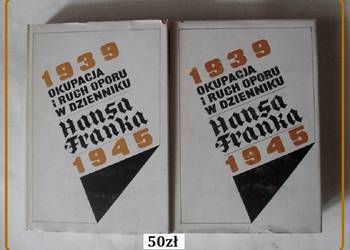 1939
OKUPACJA
i RUCH OPORU
W DZIENNIKU
Hansa
Franka
1945
1939
OKUPACJA
i RUCH OPORU
W DZIENNIKU
Hansa
Franka
1945
50zł